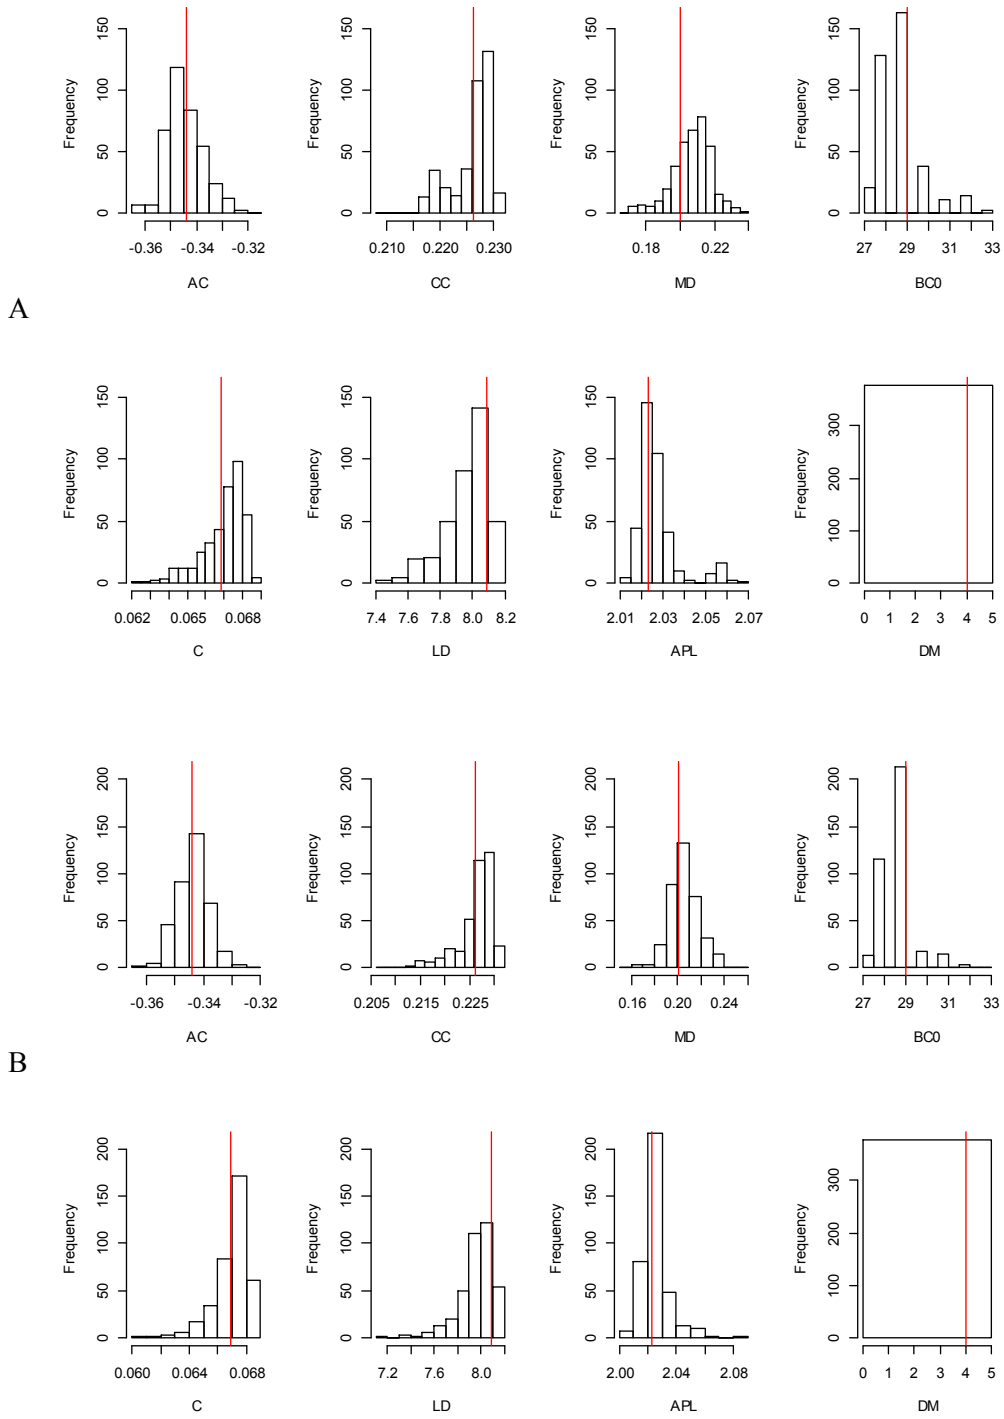 150
100
50
0
Frequency
-0.36 -0.34 -0.32
AC
150
100
50
0
Frequency
0.210 0.220 0.230
CC
150
100
50
0
Frequency
0.18 0.22
MD
150
100
50
0
Frequency
27 29 31 33
BC0
A
150
100
50
0
Frequency
0.062 0.065 0.068
C
150
100
50
0
Frequency
7.4 7.6 7.8 8.0 8.2
LD
150
100
50
0
Frequency
2.01 2.03 2.05 2.07
APL
300
200
100
0
Frequency
0 1 2 3 4 5
DM
200
150
100
50
0
Frequency
-0.36 -0.34 -0.32
AC
200
150
100
50
0
Frequency
0.205 0.215 0.225
CC
200
150
100
50
0
Frequency
0.16 0.20 0.24
MD
200
150
100
50
0
Frequency
27 29 31 33
BC0
B
200
150
100
50
0
Frequency
0.060 0.064 0.068
C
200
150
100
50
0
Frequency
7.2 7.6 8.0
LD
200
150
100
50
0
Frequency
2.00 2.04 2.08
APL
300
200
100
0
Frequency
0 1 2 3 4 5
DM